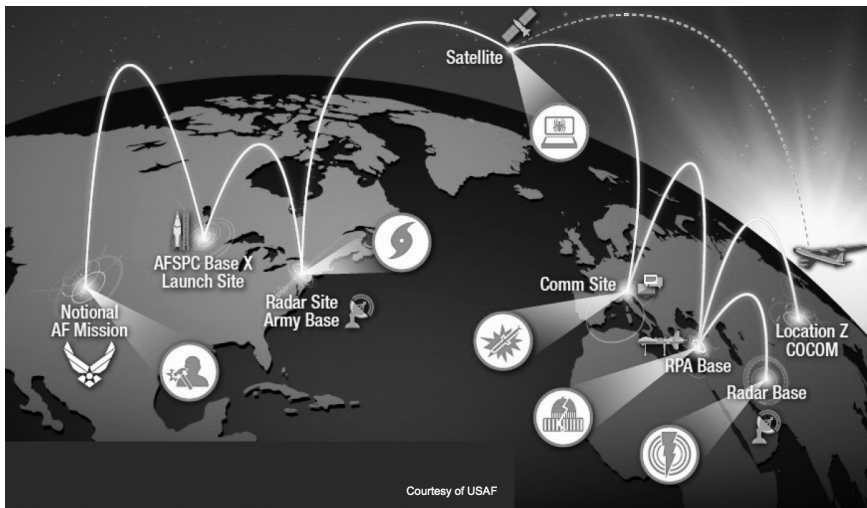 Satellite
AFSPC Base X
Launch Site
Notional
AF Mission
Radar Site
Army Base
Comm Site
RPA Base
Location Z
COCOM
Radar Base
Courtesy of USAF